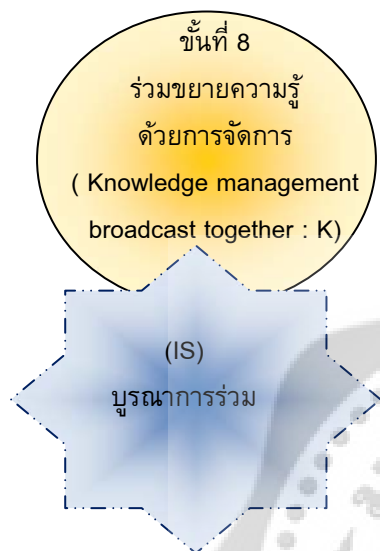 ขั้นที่ 8
ร่วมขยายความรู้
ด้วยการจัดการ
( Knowledge management
broadcast together : K)
(IS)
บูรณาการร่วม